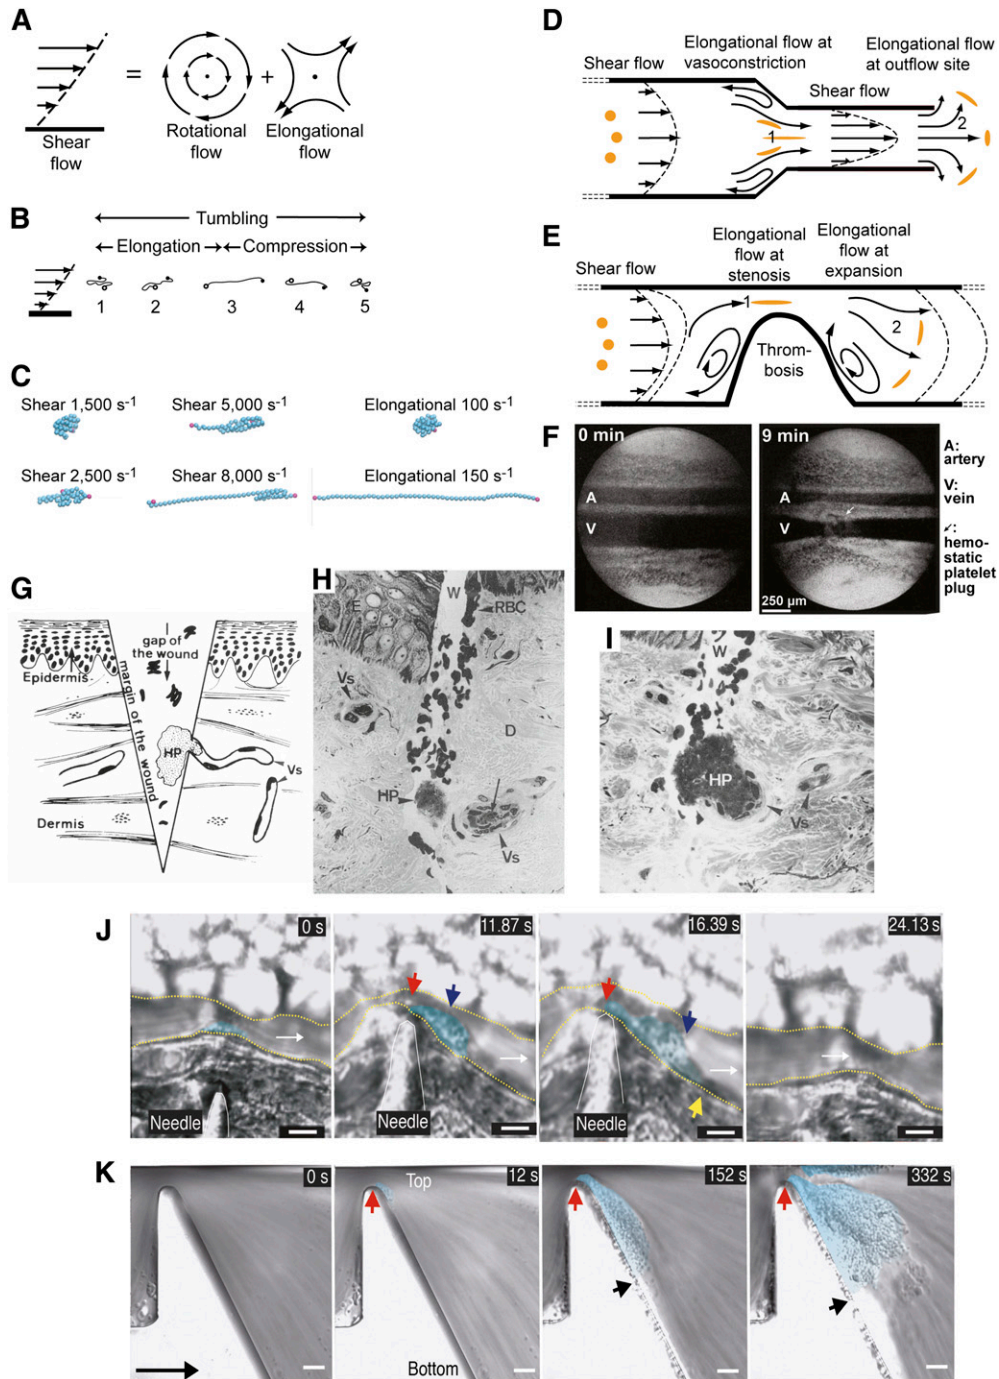 A
Shear
flow
=
Rotational
flow
+
Elongational
flow
B
Tumbling
Elongation
Compression
1 2 3 4 5
C
Shear 1,500 s-1
Shear 5,000 s-1
Elongational 100 s-1
Shear 2,500 s-1
Shear 8,000 s-1
Elongational 150 s-1
D
Shear flow
Elongational flow at
vasoconstriction
Elongational flow
at outflow site
Shear flow
1
2
E
Shear flow
Elongational
flow at
stenosis
Elongational
flow at
expansion
1
2
Throm-
bosis
F
0 min
A
V
9 min
A
V
250 µm
A:
artery
V:
vein
:
hemo-
static
platelet
plug
G
gap of
the wound
Epidermis
margin of the wound
HP
Vs
Dermis
H
E
W
RBC
Vs
D
HP
Vs
I
W
HP
Vs
J
0 s
Needle
11.87 s
Needle
16.39 s
Needle
24.13 s
K
0 s
12 s
Top
Bottom
152 s
332 s